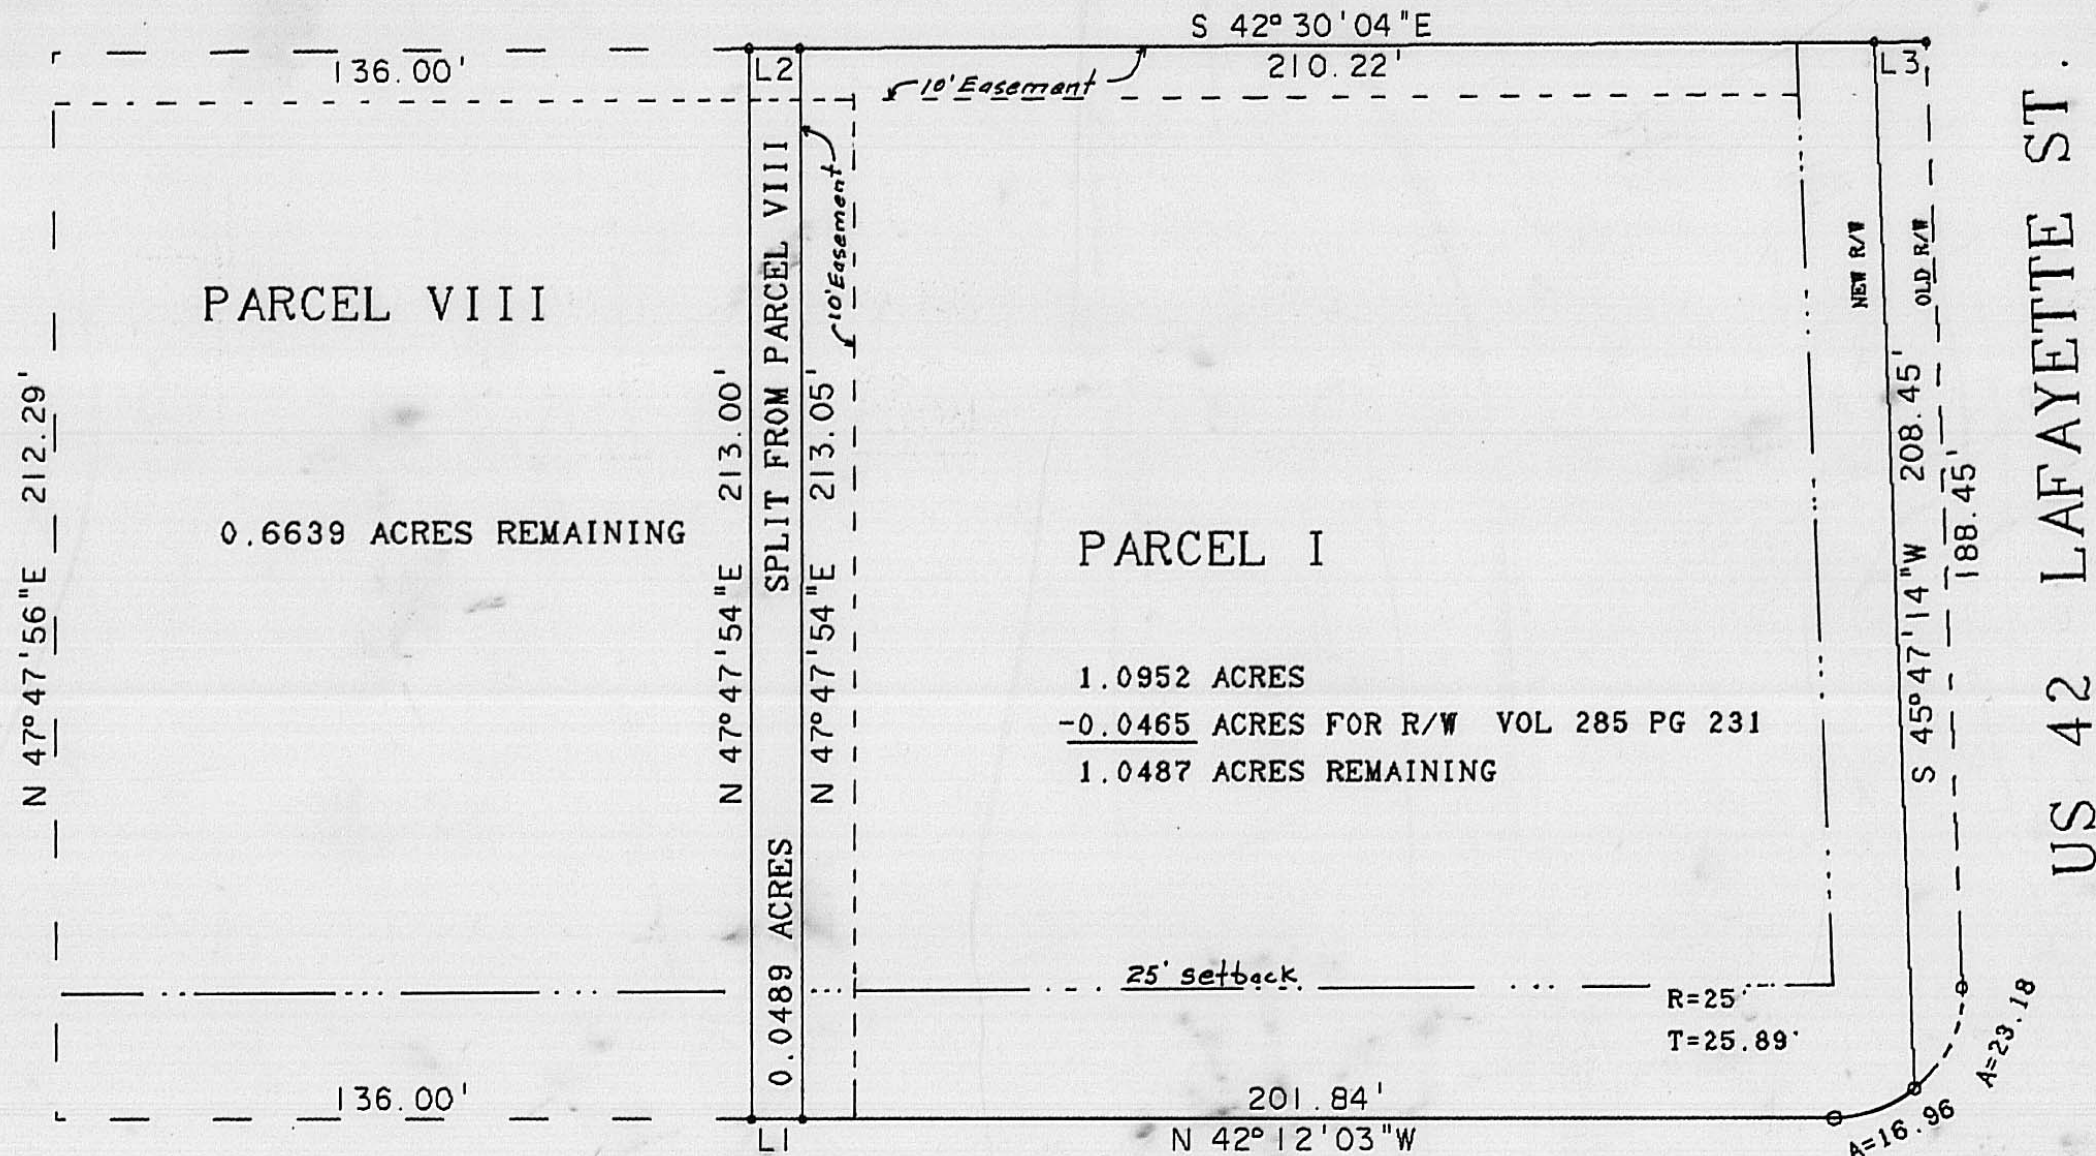 S 42° 30' 04" E
136.00'
L2
210.22'
L3
10' Easement
10' Easement
PARCEL VIII
0.6639 ACRES REMAINING
N 47° 47' 56" E 212.29'
N 47° 47' 54" E 213.00'
0.0489 ACRES SPLIT FROM PARCEL VIII
N 47° 47' 54" E 213.05'
PARCEL I
1.0952 ACRES
-0.0465 ACRES FOR R/W VOL 285 PG 231
1.0487 ACRES REMAINING
NEW R/W
OLD R/W
S 45° 47' 14" W 208.45'
188.45'
US 42 LAFAYETTE ST.
25' setback
R=25'
T=25.89'
A=23.18
A=16.96
136.00'
L1
201.84'
N 42° 12' 03" W